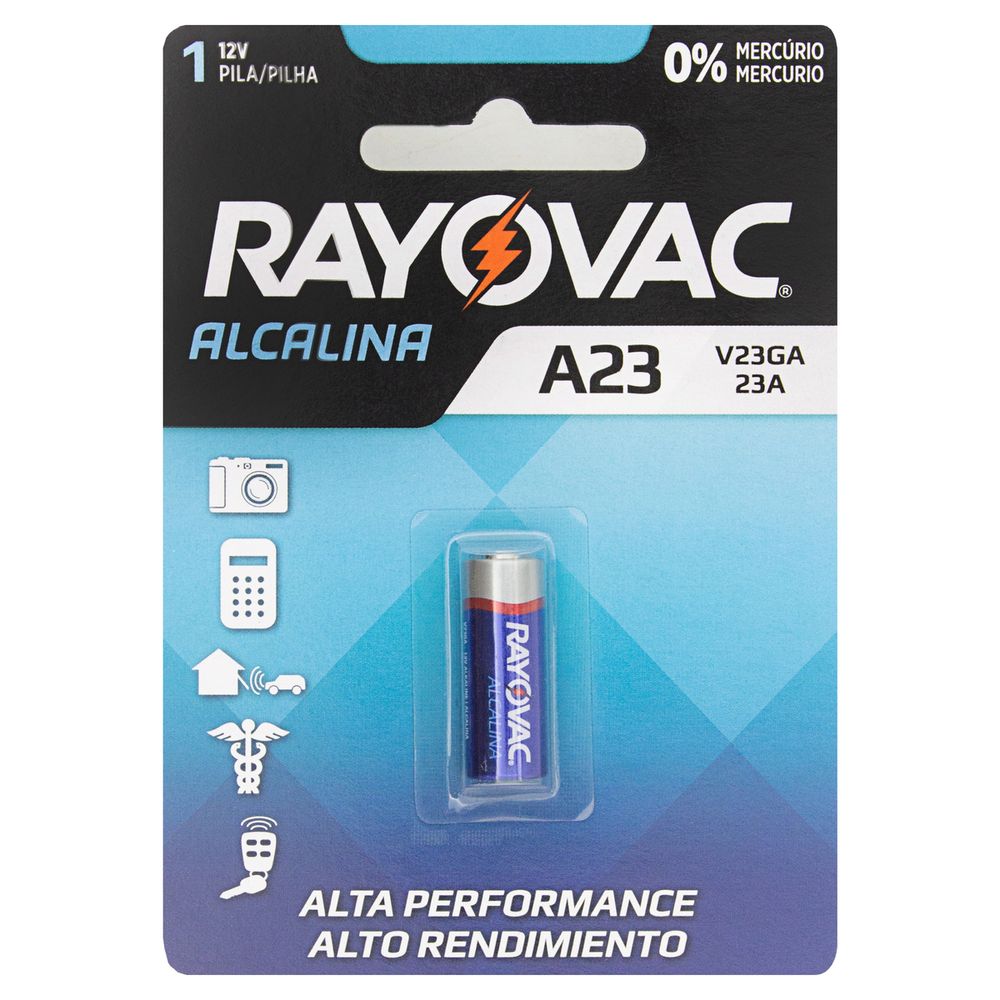 1 12V
PILA/PILHA
0% MERCÚRIO
MERCURIO
RAYOVAC®
ALCALINA
A23
V23GA
23A
RAYOVAC®
ALCALINA
ALTA PERFORMANCE
ALTO RENDIMIENTO